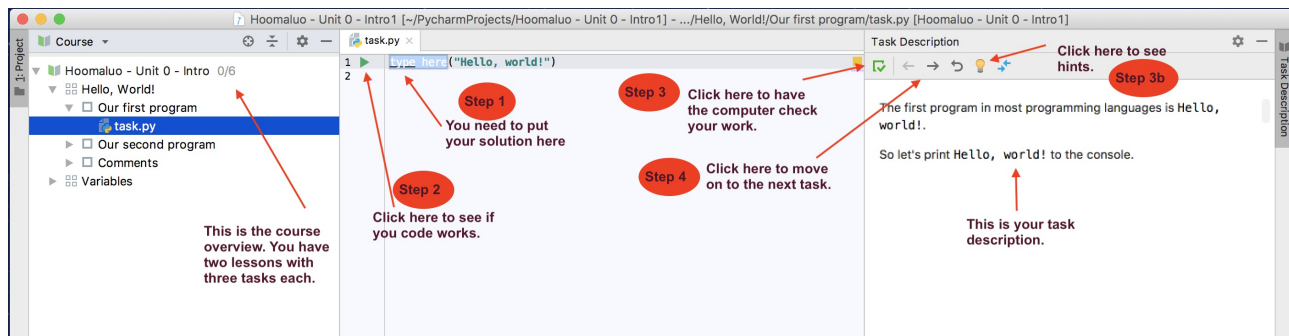 Hoomaluo - Unit 0 - Intro1 [~/PycharmProjects/Hoomaluo - Unit 0 - Intro1] - .../Hello, World!/Our first program/task.py [Hoomaluo - Unit 0 - Intro1]
1: Project
Course
Hoomaluo - Unit 0 - Intro 0/6
Hello, World!
Our first program
task.py
Our second program
Comments
Variables
This is the course
overview. You have
two lessons with
three tasks each.
task.py
1 type here("Hello, world!")
2
Step 1
You need to put
your solution here
Step 2
Click here to see if
you code works.
Step 3
Click here to have
the computer check
your work.
Step 4
Click here to move
on to the next task.
Task Description
Click here to see
hints.
Step 3b
The first program in most programming languages is Hello,
world!.
So let's print Hello, world! to the console.
This is your task
description.
Task Description